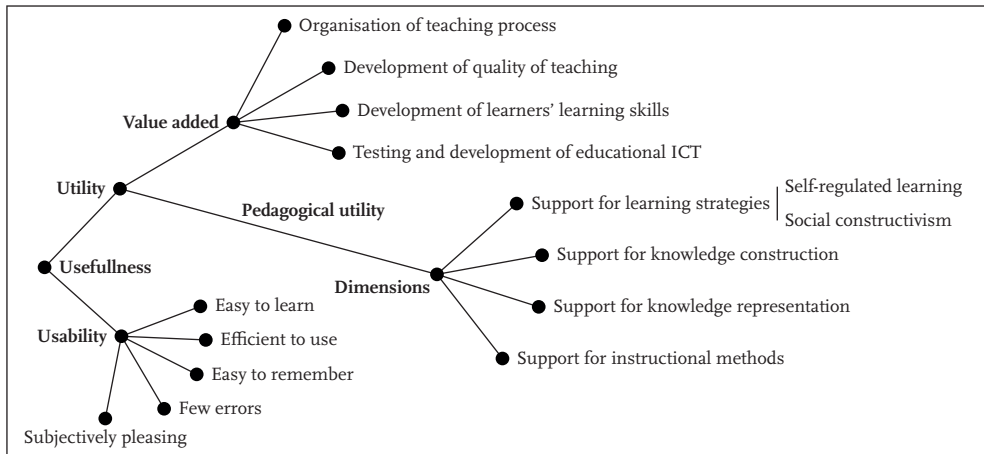 Organisation of teaching process
Development of quality of teaching
Value added
Development of learners’ learning skills
Testing and development of educational ICT
Utility
Pedagogical utility
Support for learning strategies
Self-regulated learning
Social constructivism
Support for knowledge construction
Usefullness
Dimensions
Support for knowledge representation
Support for instructional methods
Usability
Easy to learn
Efficient to use
Easy to remember
Few errors
Subjectively pleasing